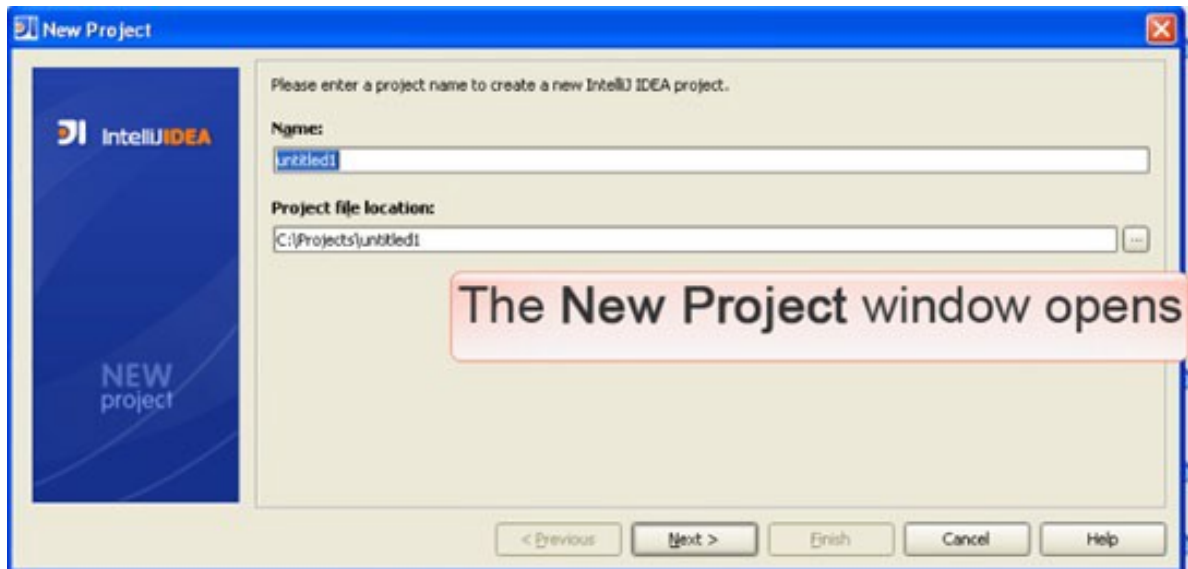 New Project
IntelliJIDEA
NEW
project
Please enter a project name to create a new IntelliJ IDEA project.
Name:
untitled1
Project file location:
C:\Projects\untitled1
...
The New Project window opens
< Previous
Next >
Finish
Cancel
Help